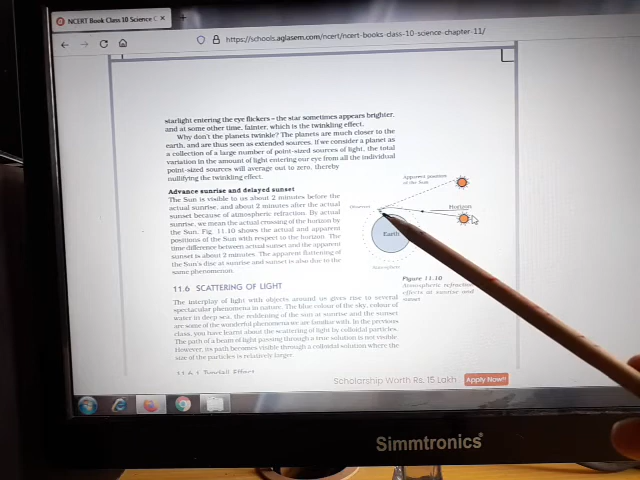 NCERT Book Class 10 Science C
https://schools.aglasem.com/ncert/ncert-books-class-10-science-chapter-11/
starlight entering the eye flickers – the star sometimes appears brighter,
and at some other time, fainter, which is the twinkling effect.
Why don't the planets twinkle? The planets are much closer to the
earth, and are thus seen as extended sources. If we consider a planet as
a collection of a large number of point-sized sources of light, the total
variation in the amount of light entering our eye from all the individual
point-sized sources will average out to zero, thereby
nullifying the twinkling effect.
Advance sunrise and delayed sunset
The Sun is visible to us about 2 minutes before the
actual sunrise, and about 2 minutes after the actual
sunset because of atmospheric refraction. By actual
sunrise, we mean the actual crossing of the horizon by
the Sun. Fig. 11.10 shows the actual and apparent
positions of the Sun with respect to the horizon. The
time difference between actual sunset and the apparent
sunset is about 2 minutes. The apparent flattening of
the Sun's disc at sunrise and sunset is also due to the
same phenomenon.
Apparent position
of the Sun
Observer
Horizon
Earth
Atmosphere
Figure 11.10
Atmospheric refraction
effects at sunrise and
sunset
11.6 SCATTERING OF LIGHT
The interplay of light with objects around us gives rise to several
spectacular phenomena in nature. The blue colour of the sky, colour of
water in deep sea, the reddening of the sun at sunrise and the sunset
are some of the wonderful phenomena we are familiar with. In the previous
class, you have learnt about the scattering of light by colloidal particles.
The path of a beam of light passing through a true solution is not visible.
However, its path becomes visible through a colloidal solution where the
size of the particles is relatively larger.
11.6.1 Tyndall Effect
Scholarship Worth Rs. 15 Lakh
Apply Now!!
Simmtronics